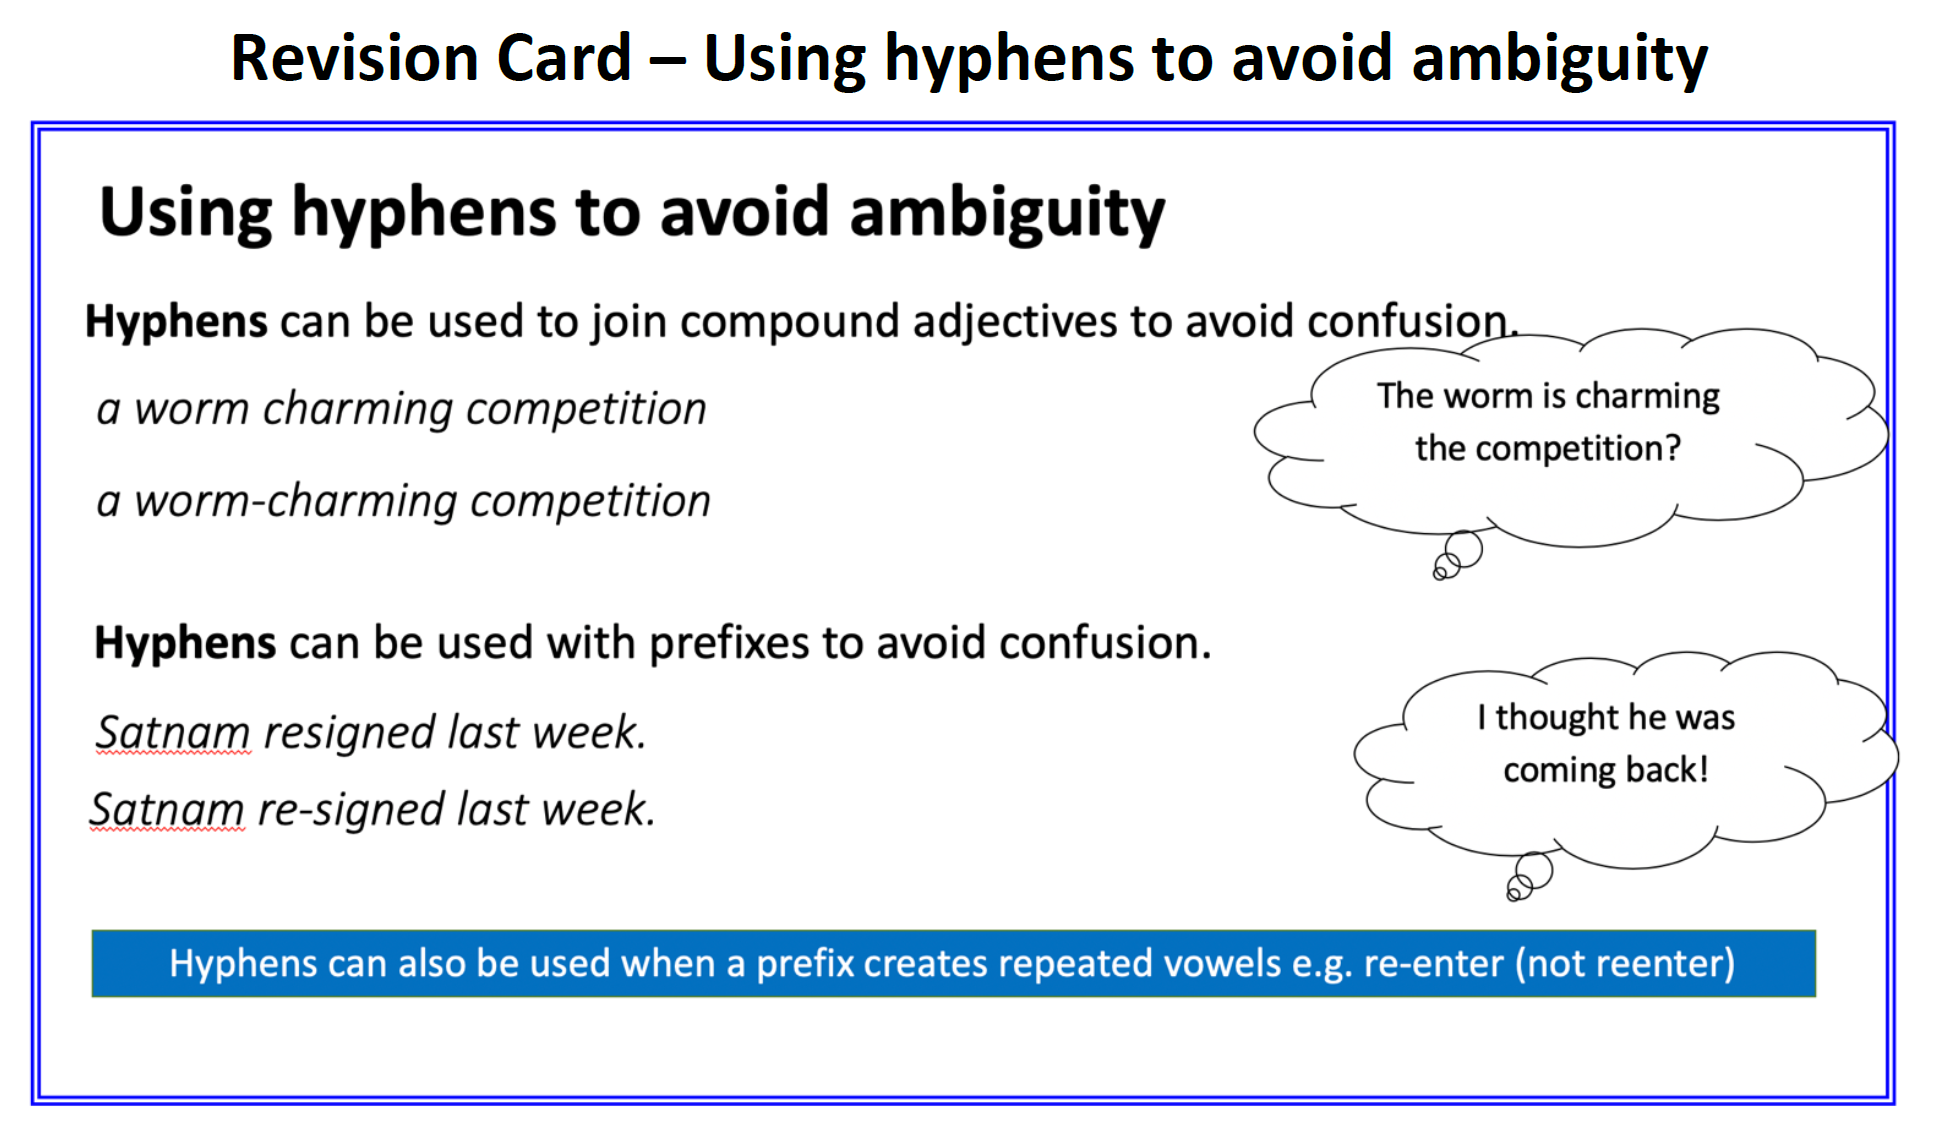 Revision Card – Using hyphens to avoid ambiguity
Using hyphens to avoid ambiguity
Hyphens can be used to join compound adjectives to avoid confusion.
a worm charming competition
The worm is charming
the competition?
a worm-charming competition
Hyphens can be used with prefixes to avoid confusion.
Satnam resigned last week.
I thought he was
coming back!
Satnam re-signed last week.
Hyphens can also be used when a prefix creates repeated vowels e.g. re-enter (not reenter)